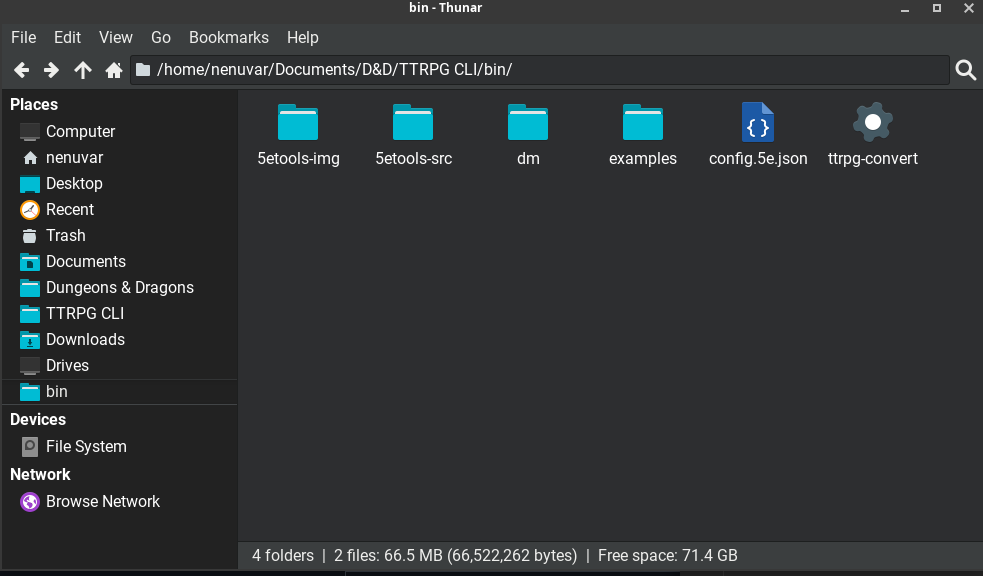 bin - Thunar
File Edit View Go Bookmarks Help
/home/nenuvar/Documents/D&D/TTRPG CLI/bin/
Places
Computer
nenuvar
Desktop
Recent
Trash
Documents
Dungeons & Dragons
TTRPG CLI
Downloads
Drives
bin
Devices
File System
Network
Browse Network
5etools-img 5etools-src dm examples config.5e.json ttrpg-convert
4 folders | 2 files: 66.5 MB (66,522,262 bytes) | Free space: 71.4 GB